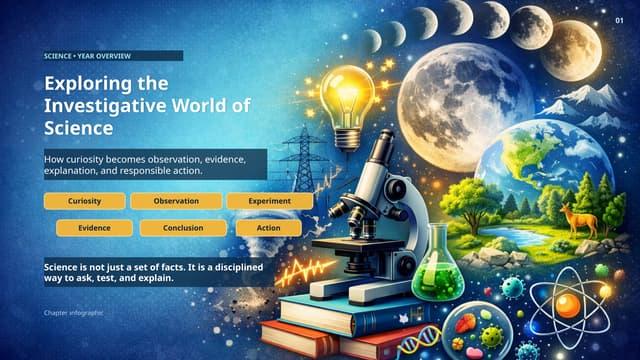 01
SCIENCE • YEAR OVERVIEW
Exploring the
Investigative World of
Science
How curiosity becomes observation, evidence,
explanation, and responsible action.
Curiosity
Observation
Experiment
Evidence
Conclusion
Action
Science is not just a set of facts. It is a disciplined
way to ask, test, and explain.
Chapter infographic